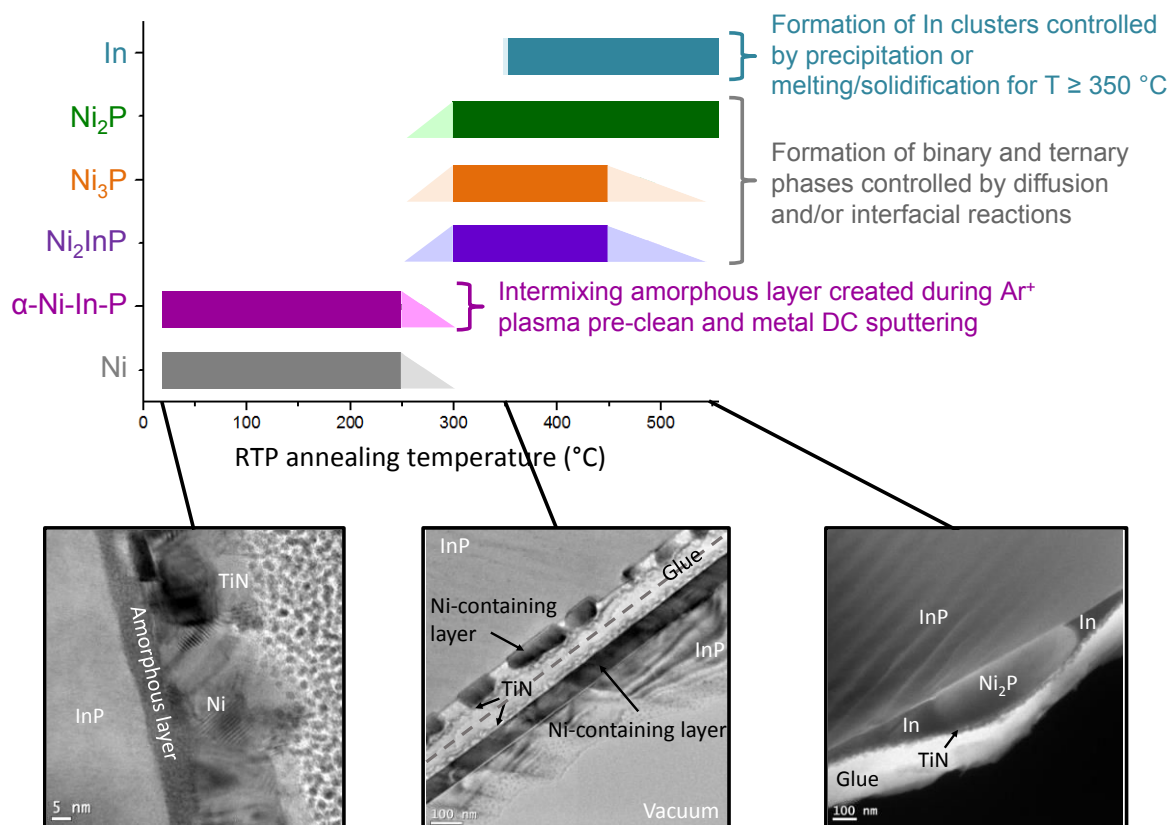 In
Formation of In clusters controlled
by precipitation or
melting/solidification for T ≥ 350 °C
Ni₂P
Ni₃P
Formation of binary and ternary
phases controlled by diffusion
and/or interfacial reactions
Ni₂InP
α-Ni-In-P
Intermixing amorphous layer created during Ar⁺
plasma pre-clean and metal DC sputtering
Ni
0 100 200 300 400 500
RTP annealing temperature (°C)
TiN
Amorphous layer
Ni
InP
5 nm
InP
Glue
Ni-containing
layer
InP
TiN
Ni-containing layer
Vacuum
100 nm
InP
In
Ni₂P
In
TiN
Glue
100 nm